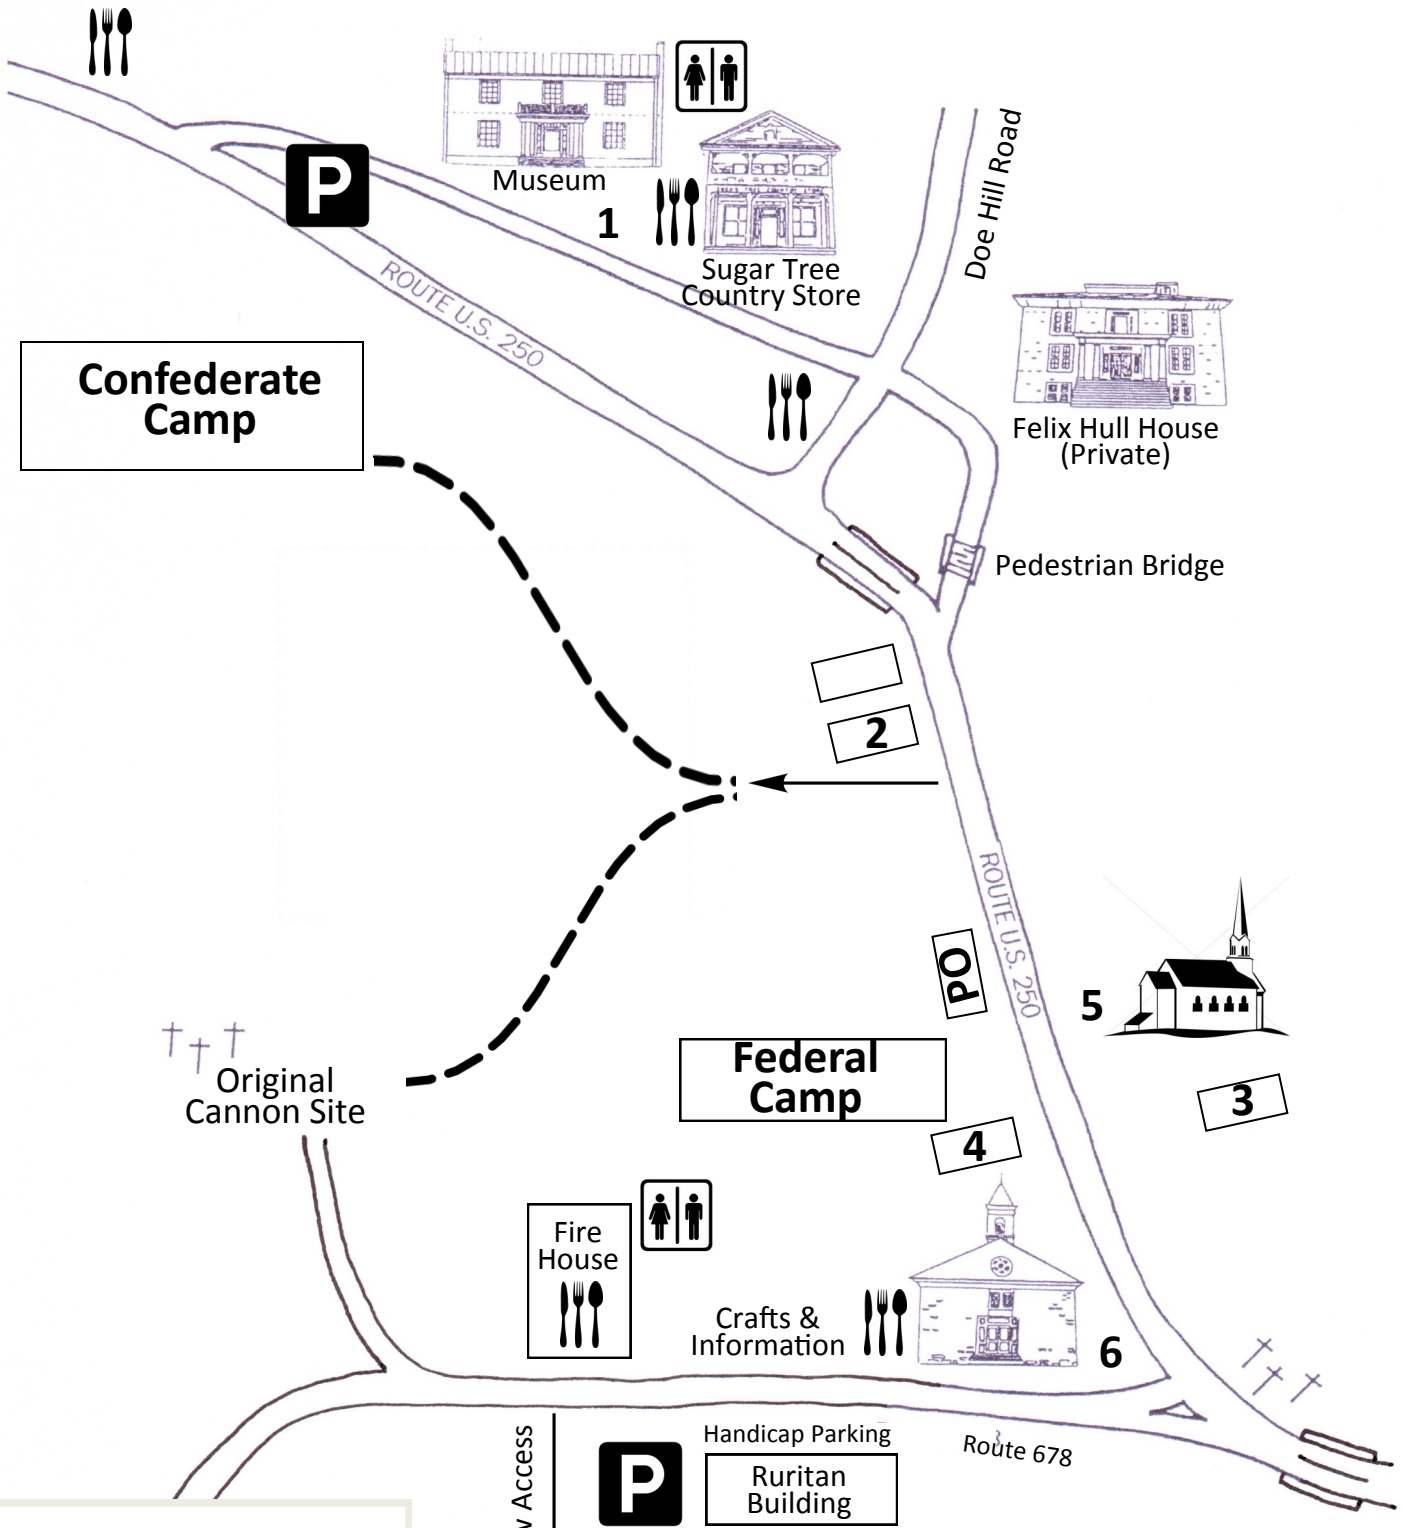 Museum
1
Sugar Tree
Country Store
Doe Hill Road
P
ROUTE U.S. 250
Confederate
Camp
Felix Hull House
(Private)
Pedestrian Bridge
2
ROUTE U.S. 250
PO
5
3
Original
Cannon Site
Federal
Camp
4
Fire
House
Crafts &
Information
6
Handicap Parking
Route 678
P
Ruritan
Building
Access